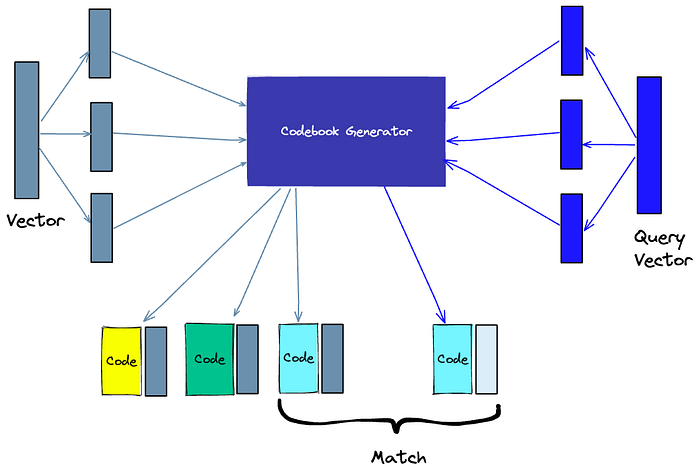 Codebook Generator
Vector
Query
Vector
Code
Code
Code
Code
Match